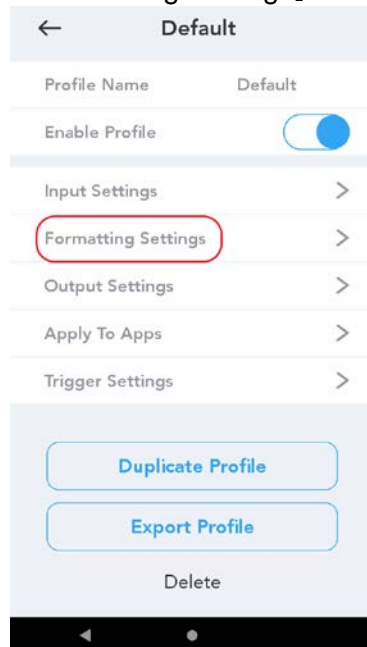 Default
Profile Name Default
Enable Profile
Input Settings
Formatting Settings
Output Settings
Apply To Apps
Trigger Settings
Duplicate Profile
Export Profile
Delete